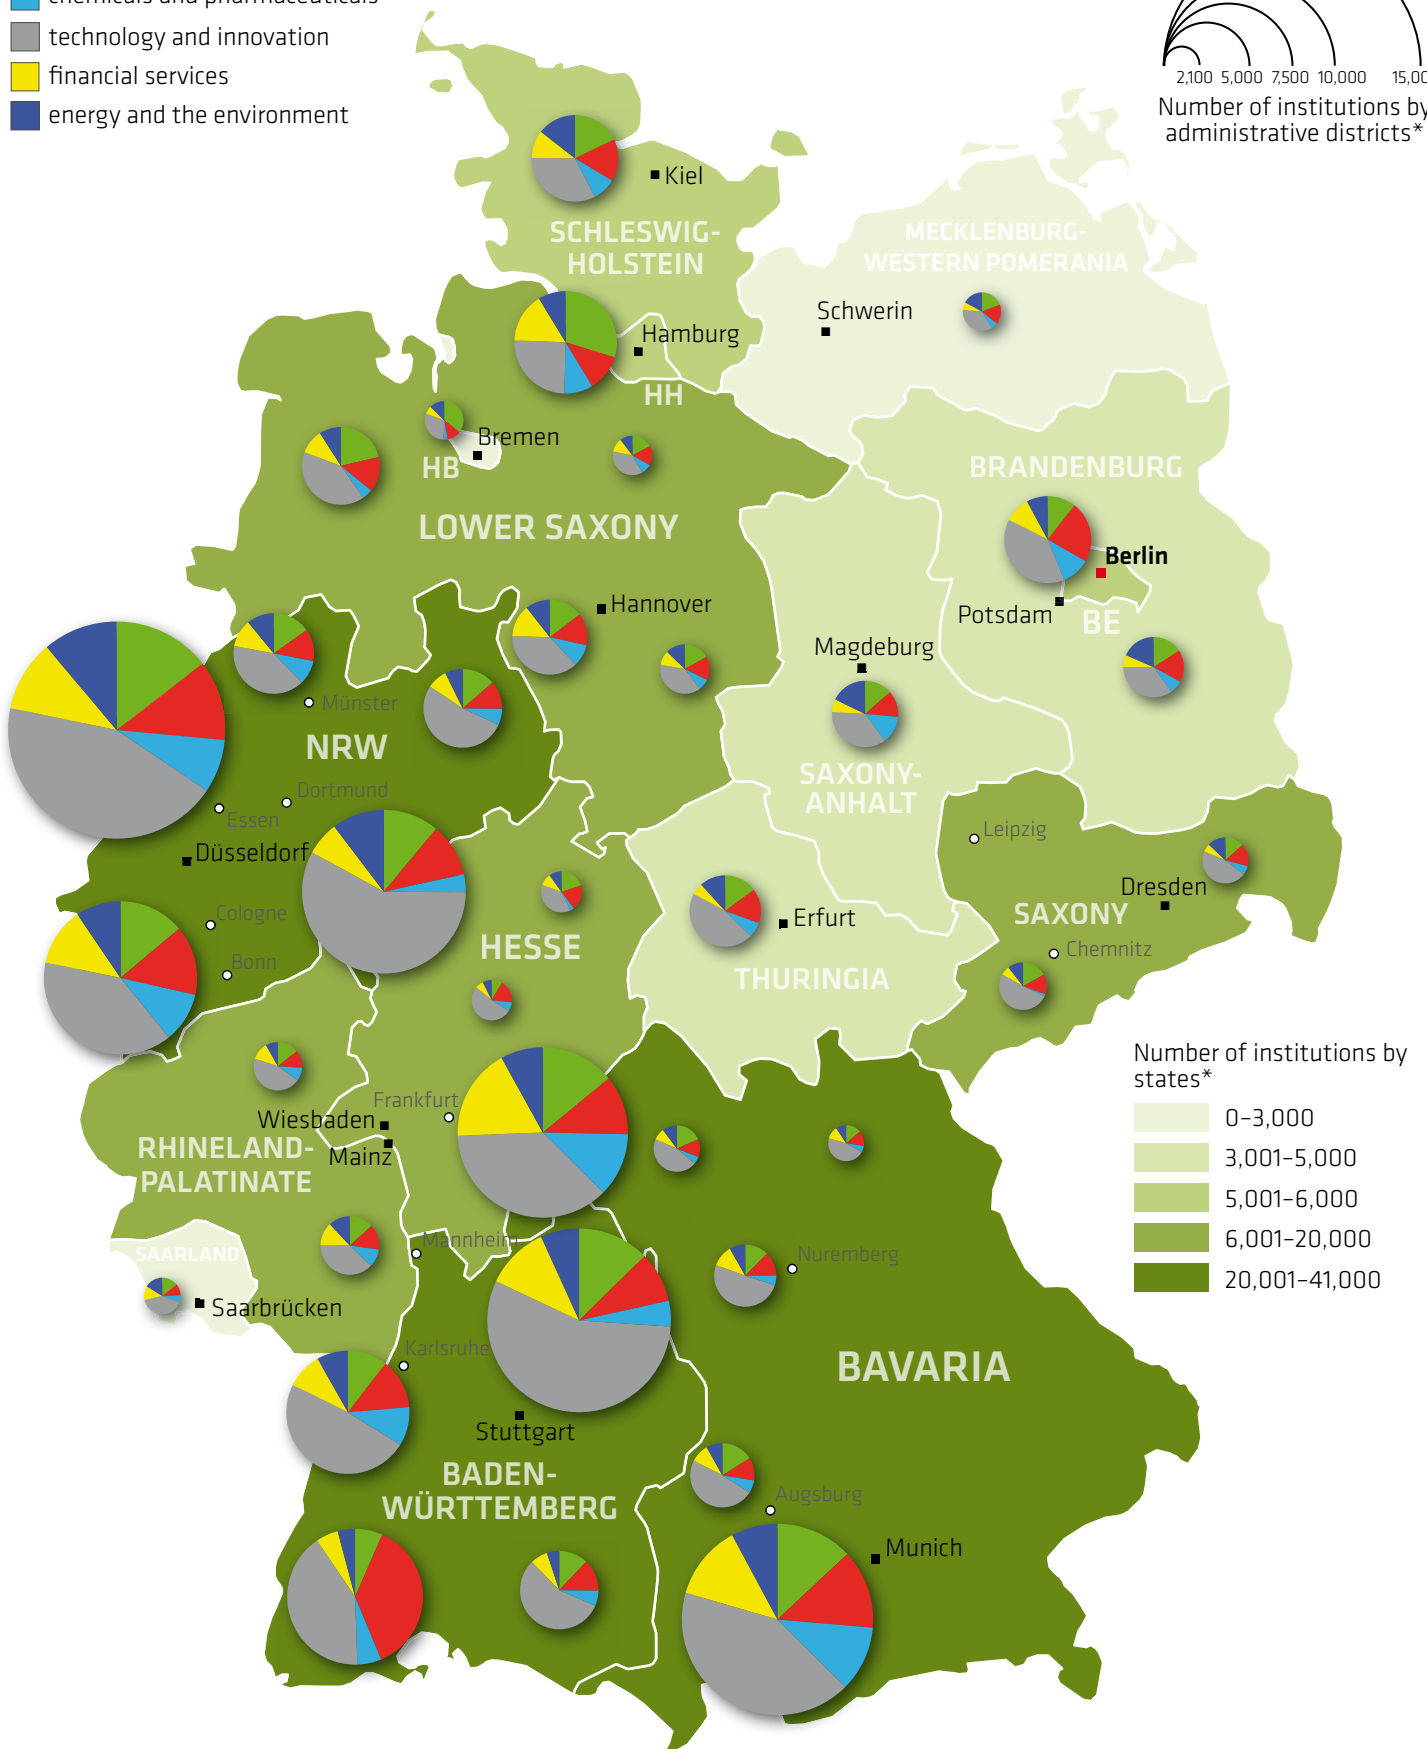 chemicals and pharmaceuticals
technology and innovation
financial services
energy and the environment
2,100 5,000 7,500 10,000
Number of institutions by
administrative districts*
Kiel
SCHLESWIG-
HOLSTEIN
MECKLENBURG-
WESTERN POMERANIA
Schwerin
Hamburg
HH
Bremen
HB
LOWER SAXONY
BRANDENBURG
Berlin
Potsdam
BE
Hannover
Magdeburg
Münster
NRW
SAXONY-
ANHALT
Dortmund
Essen
Düsseldorf
Leipzig
Dresden
SAXONY
Cologne
Erfurt
HESSE
Chemnitz
Bonn
THURINGIA
Number of institutions by
states*
0–3,000
3,001–5,000
5,001–6,000
6,001–20,000
20,001–41,000
Frankfurt
Wiesbaden
Mainz
RHINELAND-
PALATINATE
Mannheim
SAARLAND
Nuremberg
Saarbrücken
Karlsruhe
BAVARIA
Stuttgart
BADEN-
WÜRTTEMBERG
Augsburg
Munich